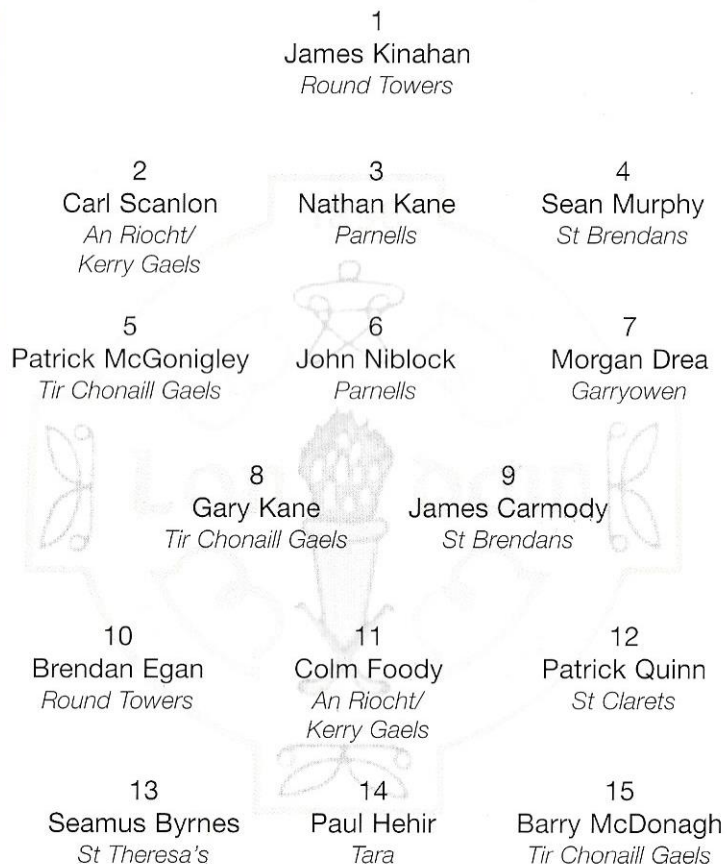 1
James Kinahan
Round Towers
2
Carl Scanlon
An Riocht/
Kerry Gaels
3
Nathan Kane
Parnells
4
Sean Murphy
St Brendans
5
Patrick McGonigley
Tir Chonaill Gaels
6
John Niblock
Parnells
7
Morgan Drea
Garryowen
8
Gary Kane
Tir Chonaill Gaels
9
James Carmody
St Brendans
10
Brendan Egan
Round Towers
11
Colm Foody
An Riocht/
Kerry Gaels
12
Patrick Quinn
St Clarets
13
Seamus Byrnes
St Theresa's
14
Paul Hehir
Tara
15
Barry McDonagh
Tir Chonaill Gaels